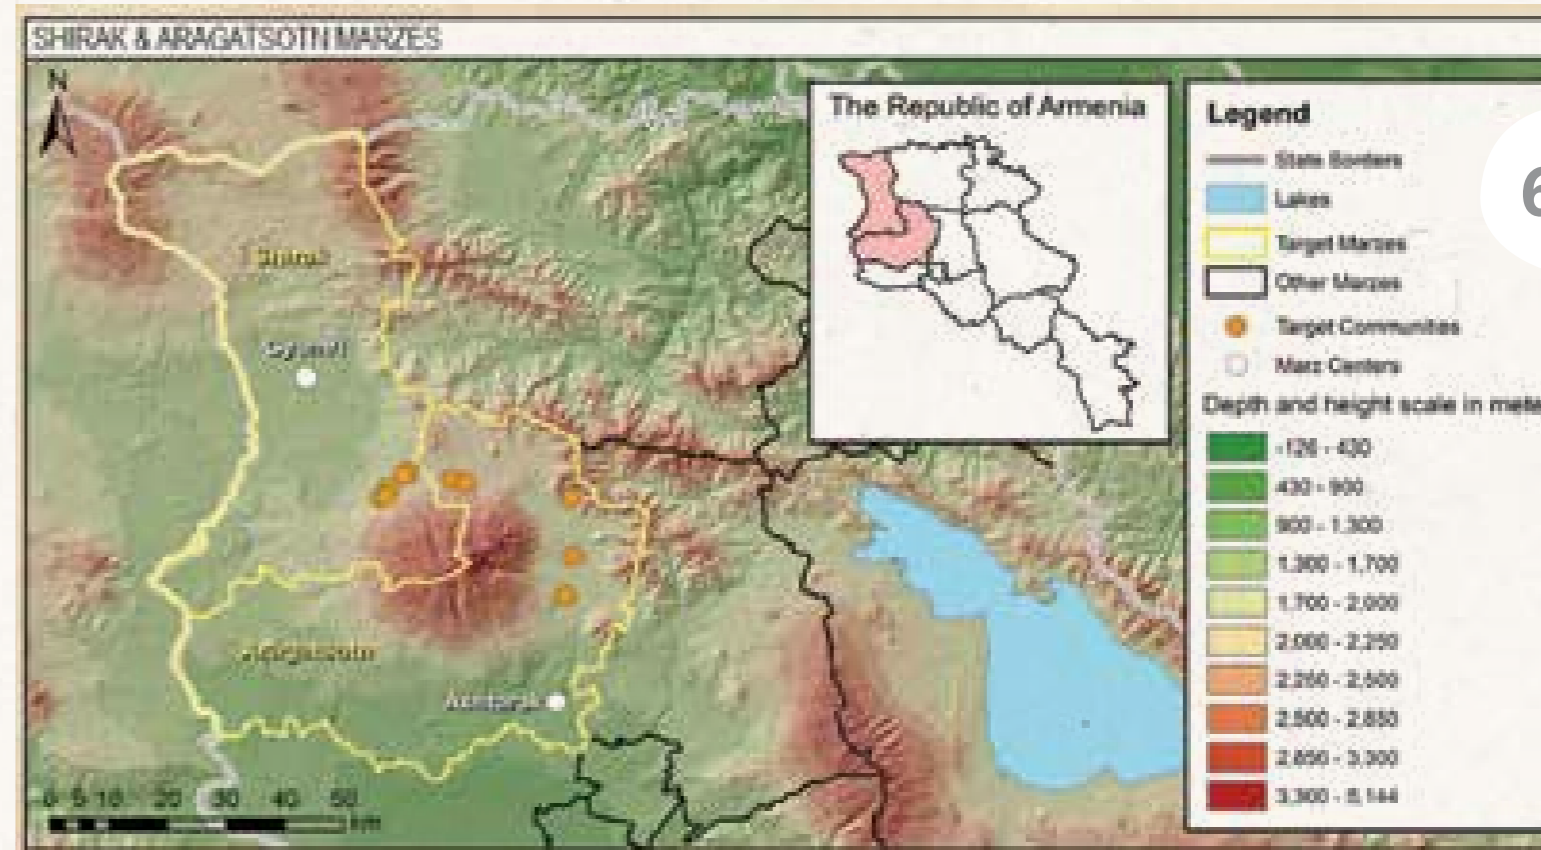 SHIRAK & ARAGATSOTN MARZES
N
The Republic of Armenia
Shirak
Gyumri
Ashtarak
0 5 10 20 30 40 50
km
Legend
State Borders
Lakes
Target Marzes
Other Marzes
Target Communities
Marz Centers
Depth and height scale in mete
-126 - 430
430 - 900
900 - 1,300
1,300 - 1,700
1,700 - 2,000
2,000 - 2,250
2,250 - 2,500
2,500 - 2,850
2,850 - 3,300
3,300 - 5,144
6